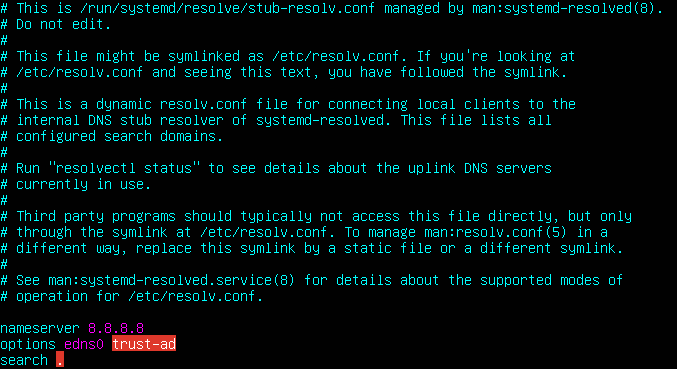 # This is /run/systemd/resolve/stub-resolv.conf managed by man:systemd-resolved(8).
# Do not edit.
#
# This file might be symlinked as /etc/resolv.conf. If you're looking at
# /etc/resolv.conf and seeing this text, you have followed the symlink.
#
# This is a dynamic resolv.conf file for connecting local clients to the
# internal DNS stub resolver of systemd-resolved. This file lists all
# configured search domains.
#
# Run "resolvectl status" to see details about the uplink DNS servers
# currently in use.
#
# Third party programs should typically not access this file directly, but only
# through the symlink at /etc/resolv.conf. To manage man:resolv.conf(5) in a
# different way, replace this symlink by a static file or a different symlink.
#
# See man:systemd-resolved.service(8) for details about the supported modes of
# operation for /etc/resolv.conf.

nameserver 8.8.8.8
options edns0 trust-ad
search .